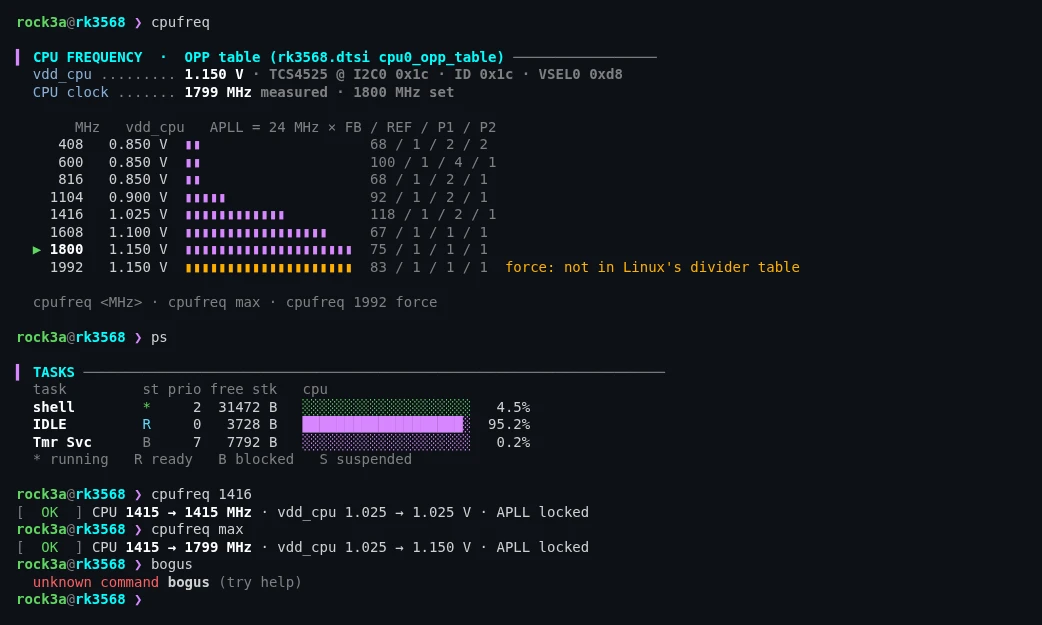 rock3a@rk3568 ❯ cpufreq
CPU FREQUENCY · OPP table (rk3568.dtsi cpu0_opp_table)
vdd_cpu ......... 1.150 V · TCS4525 @ I2C0 0x1c · ID 0x1c · VSEL0 0xd8
CPU clock ....... 1799 MHz measured · 1800 MHz set
MHz vdd_cpu APLL = 24 MHz × FB / REF / P1 / P2
408 0.850 V 68 / 1 / 2 / 2
600 0.850 V 100 / 1 / 4 / 1
816 0.850 V 68 / 1 / 2 / 1
1104 0.900 V 92 / 1 / 2 / 1
1416 1.025 V 118 / 1 / 2 / 1
1608 1.100 V 67 / 1 / 1 / 1
▶ 1800 1.150 V 75 / 1 / 1 / 1
1992 1.150 V 83 / 1 / 1 / 1 force: not in Linux's divider table
cpufreq <MHz> · cpufreq max · cpufreq 1992 force
rock3a@rk3568 ❯ ps
TASKS
task st prio free stk cpu
shell * 2 31472 B 4.5%
IDLE R 0 3728 B 95.2%
Tmr Svc B 7 7792 B 0.2%
* running R ready B blocked S suspended
rock3a@rk3568 ❯ cpufreq 1416
[ OK ] CPU 1415 → 1415 MHz · vdd_cpu 1.025 → 1.025 V · APLL locked
rock3a@rk3568 ❯ cpufreq max
[ OK ] CPU 1415 → 1799 MHz · vdd_cpu 1.025 → 1.150 V · APLL locked
rock3a@rk3568 ❯ bogus
unknown command bogus (try help)
rock3a@rk3568 ❯